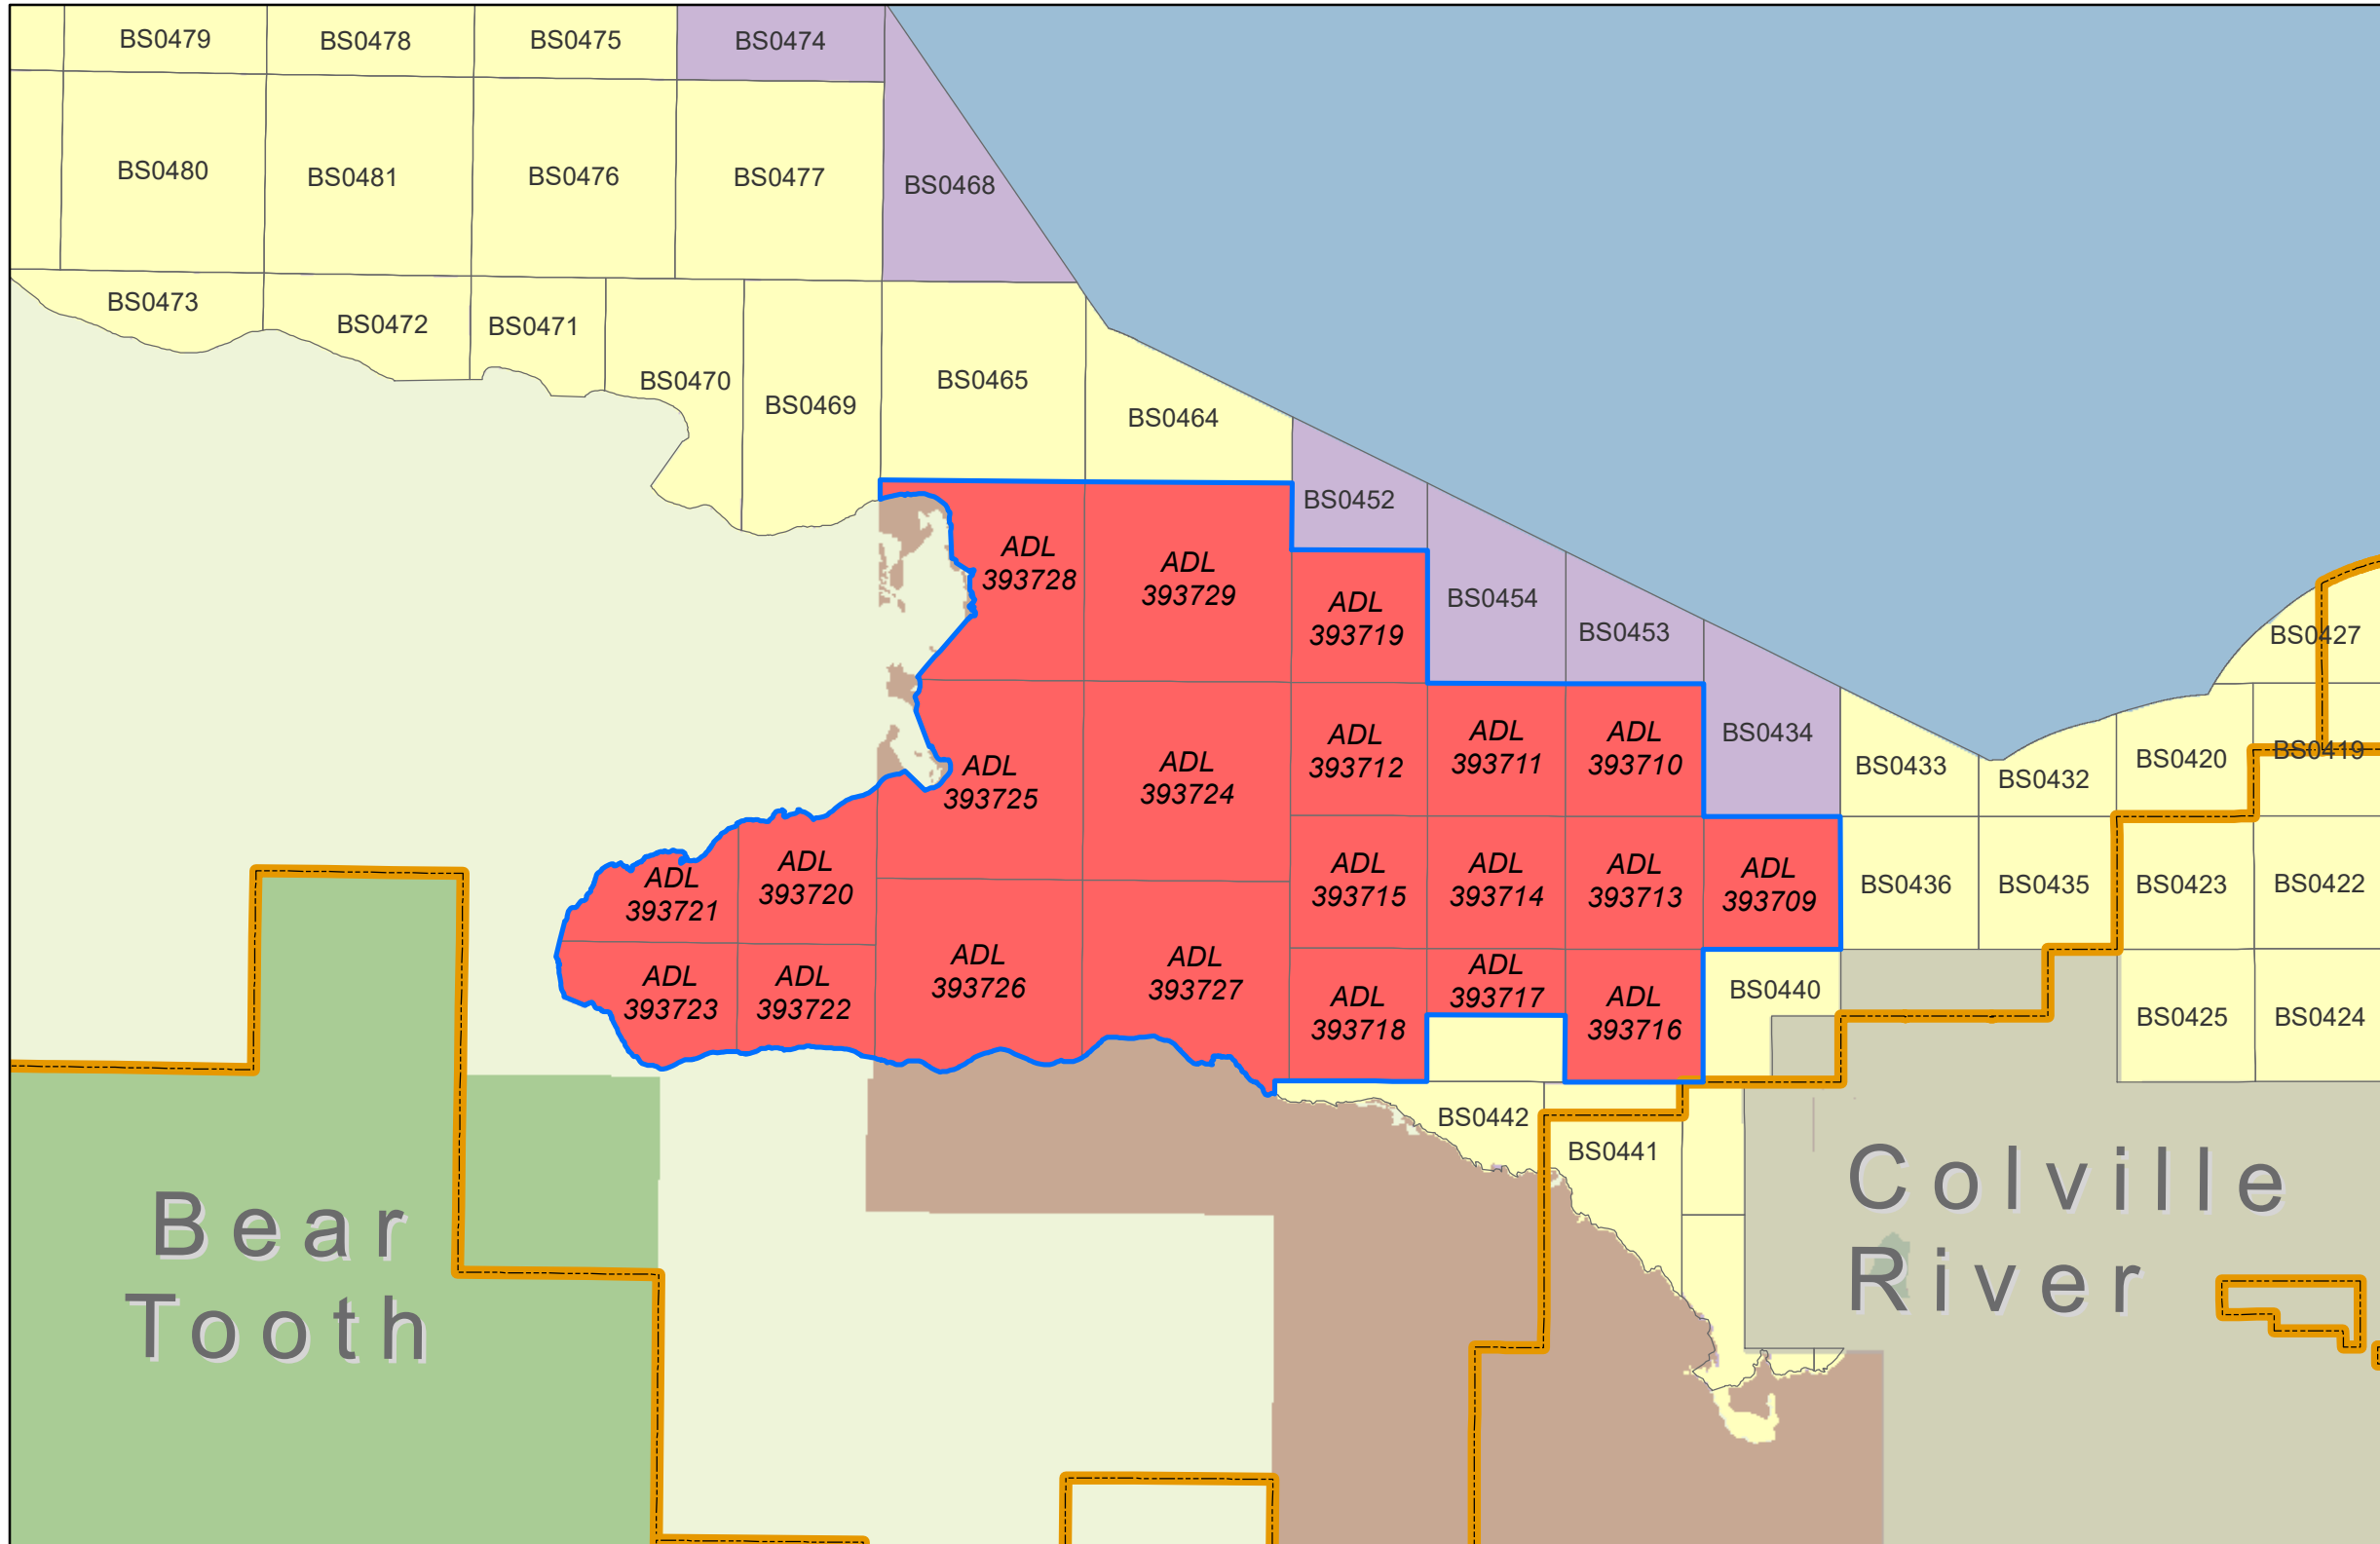 BS0479
BS0478
BS0475
BS0474
BS0480
BS0481
BS0476
BS0477
BS0468
BS0473
BS0472
BS0471
BS0470
BS0469
BS0465
BS0464
BS0452
BS0454
BS0453
BS0434
BS0427
BS0433
BS0432
BS0420
BS0419
BS0436
BS0435
BS0423
BS0422
BS0440
BS0425
BS0424
BS0442
BS0441
ADL
393728
ADL
393729
ADL
393719
ADL
393725
ADL
393724
ADL
393712
ADL
393711
ADL
393710
ADL
393721
ADL
393720
ADL
393715
ADL
393714
ADL
393713
ADL
393709
ADL
393723
ADL
393722
ADL
393726
ADL
393727
ADL
393718
ADL
393717
ADL
393716
Bear
Tooth
Colville
River